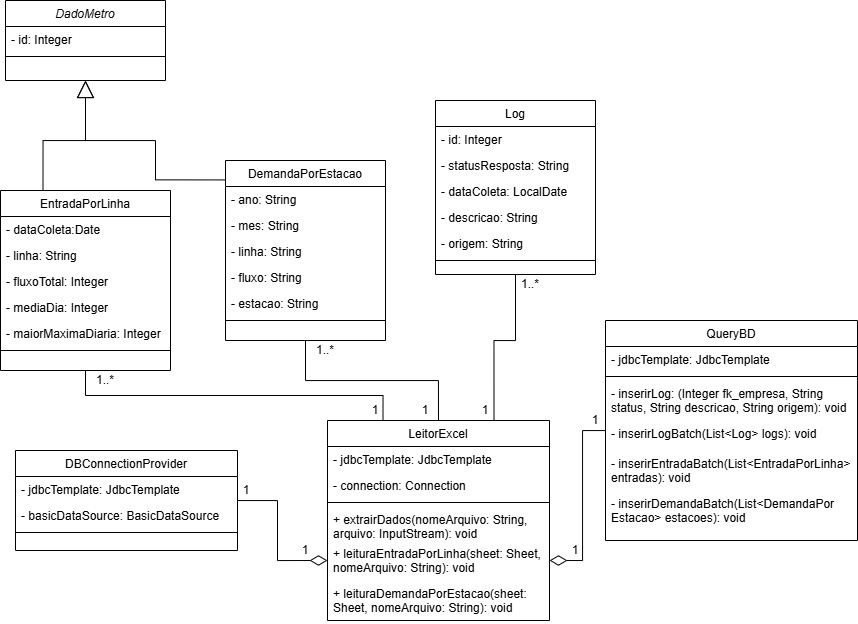 DadoMetro
- id: Integer
EntradaPorLinha
- dataColeta:Date
- linha: String
- fluxoTotal: Integer
- mediaDia: Integer
- maiorMaximaDiaria: Integer
1..*
DemandaPorEstacao
- ano: String
- mes: String
- linha: String
- fluxo: String
- estacao: String
1..*
Log
- id: Integer
- statusResposta: String
- dataColeta: LocalDate
- descricao: String
- origem: String
1..*
QueryBD
- jdbcTemplate: JdbcTemplate
- inserirLog: (Integer fk_empresa, String
status, String descricao, String origem): void
- inserirLogBatch(List<Log> logs): void
- inserirEntradaBatch(List<EntradaPorLinha>
entradas): void
- inserirDemandaBatch(List<DemandaPor
Estacao> estacoes): void
1
1
1
1
LeitorExcel
- jdbcTemplate: JdbcTemplate
- connection: Connection
+ extrairDados(nomeArquivo: String,
arquivo: InputStream): void
+ leituraEntradaPorLinha(sheet: Sheet,
nomeArquivo: String): void
+ leituraDemandaPorEstacao(sheet:
Sheet, nomeArquivo: String): void
1
DBConnectionProvider
- jdbcTemplate: JdbcTemplate
- basicDataSource: BasicDataSource
1
1